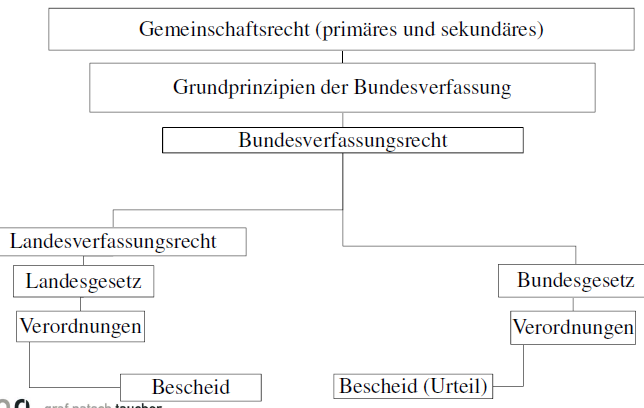 Gemeinschaftsrecht (primäres und sekundäres)
Grundprinzipien der Bundesverfassung
Bundesverfassungsrecht
Landesverfassungsrecht
Landesgesetz
Bundesgesetz
Verordnungen
Verordnungen
Bescheid
Bescheid (Urteil)